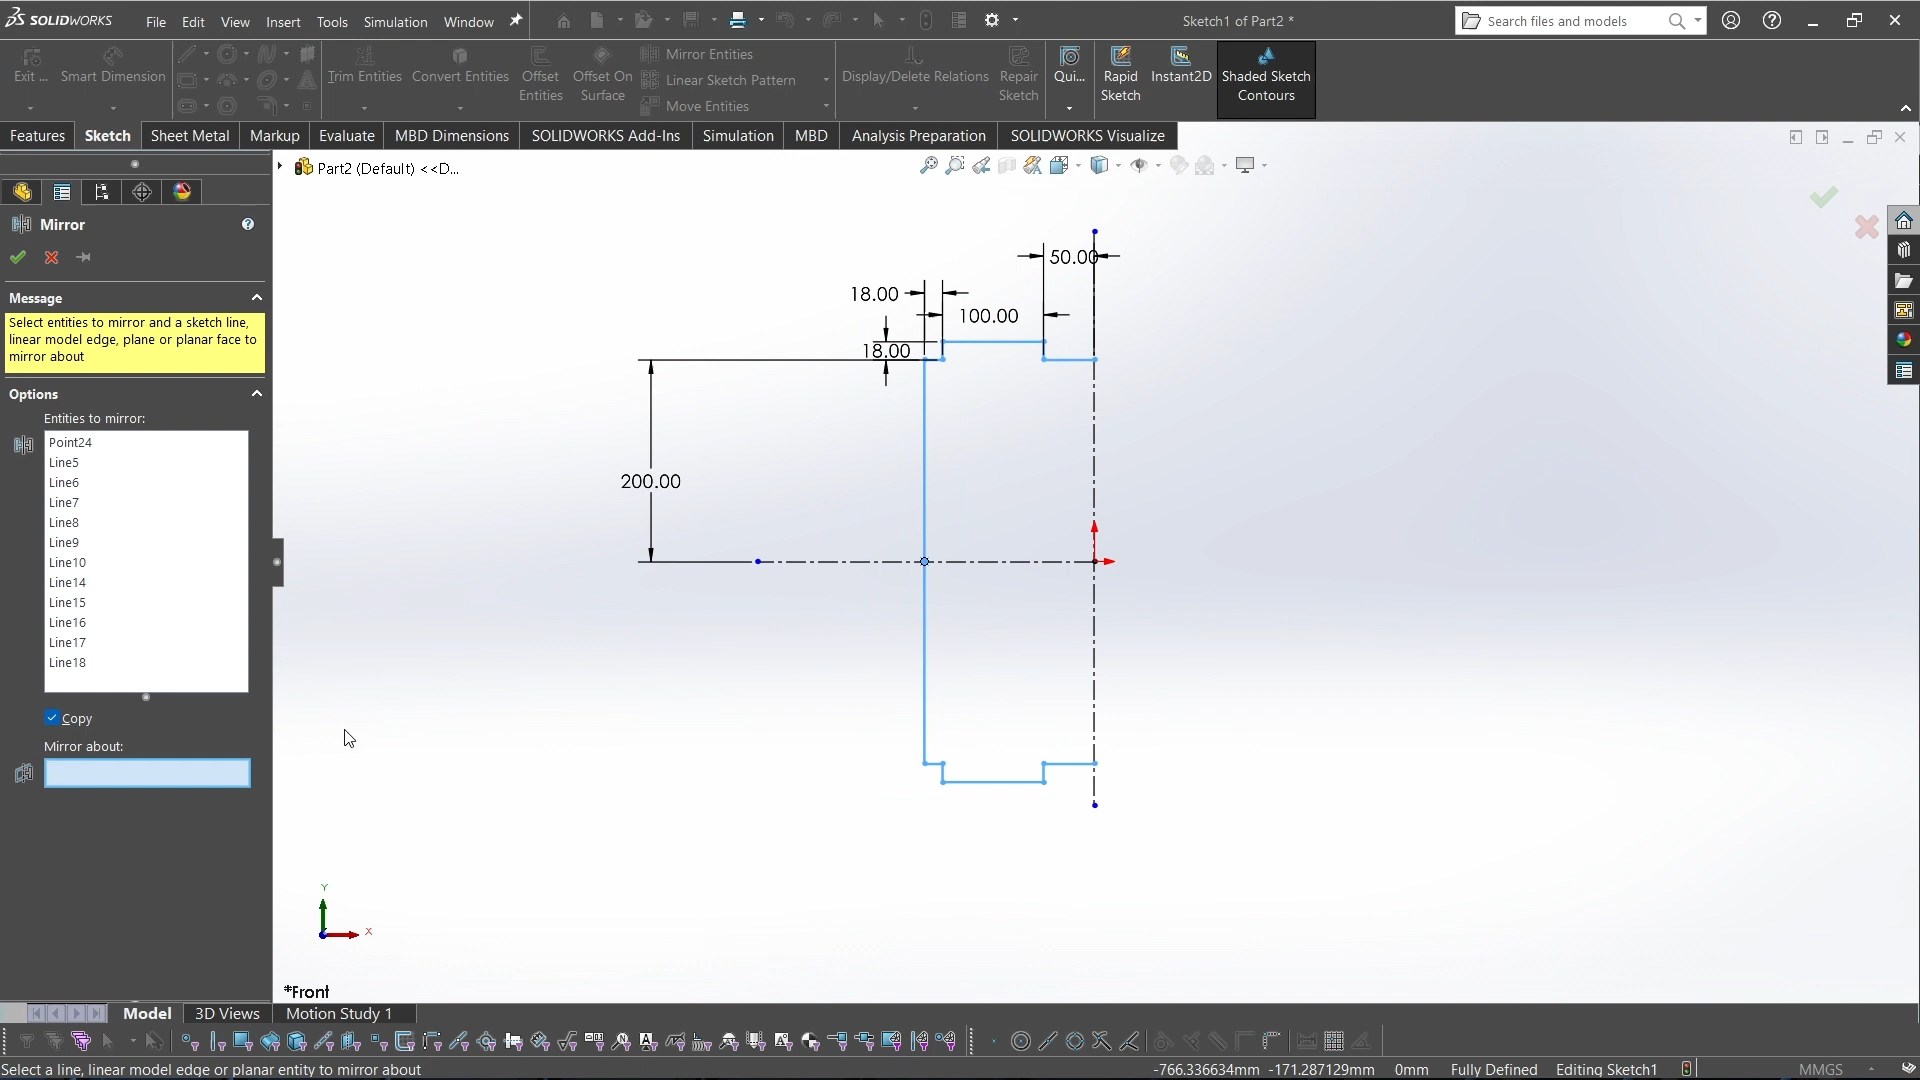 SOLIDWORKS File Edit View Insert Tools Simulation Window Sketch1 of Part2 * Search files and models
Exit ... Smart Dimension Trim Entities Convert Entities Offset Entities Offset On Surface Mirror Entities Linear Sketch Pattern Move Entities Display/Delete Relations Repair Sketch Qui... Rapid Sketch Instant2D Shaded Sketch Contours
Features Sketch Sheet Metal Markup Evaluate MBD Dimensions SOLIDWORKS Add-Ins Simulation MBD Analysis Preparation SOLIDWORKS Visualize
Part2 (Default) <<D...
Mirror
Message
Select entities to mirror and a sketch line,
linear model edge, plane or planar face to
mirror about
Options
Entities to mirror:
Point24
Line5
Line6
Line7
Line8
Line9
Line10
Line14
Line15
Line16
Line17
Line18
Copy
Mirror about:
50.00
18.00
100.00
18.00
200.00
Y
X
*Front
Model 3D Views Motion Study 1
Select a line, linear model edge or planar entity to mirror about -766.336634mm -171.287129mm 0mm Fully Defined Editing Sketch1 MMGS